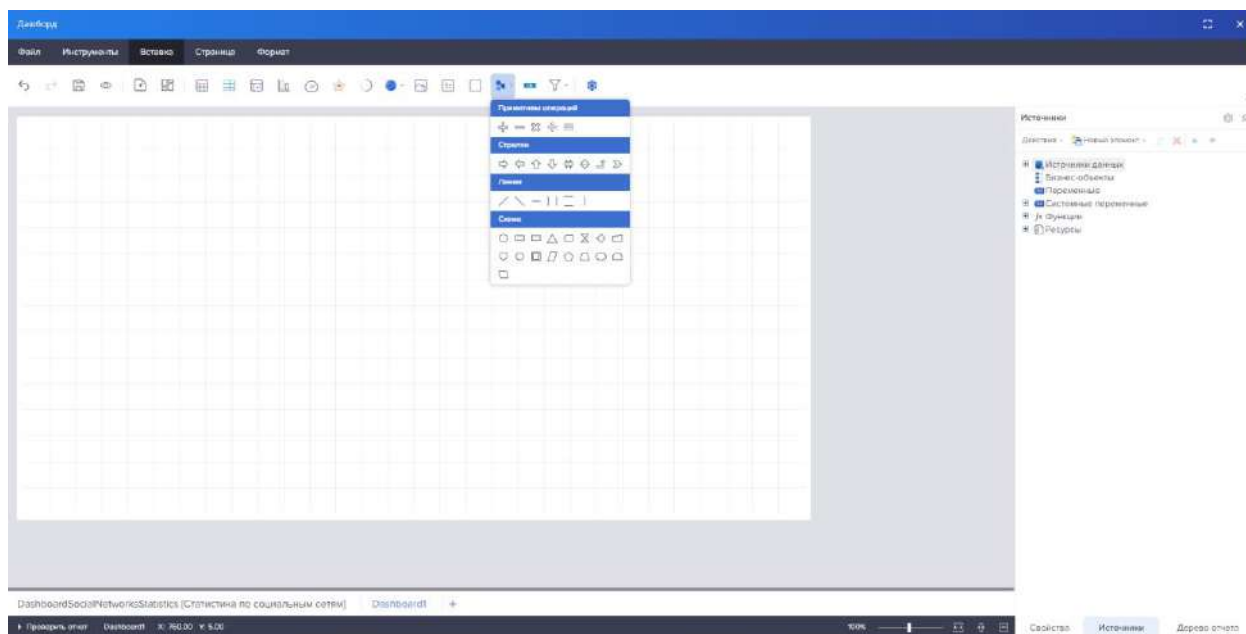 Дашборд
Файл Инструменты Вставка Страница Формат
Примитивы операций
Стрелки
Линии
Схема
Источники
Действия Новый элемент
Источники данных
Бизнес-объекты
Переменные
Системные переменные
Функции
Ресурсы
DashboardSocialNetworksStatistics [Статистика по социальным сетям] Dashboard1 +
Проверить отчет Dashboard1 X: 760.00 Y: 5.00 100%
Свойства Источники Дерево отчета